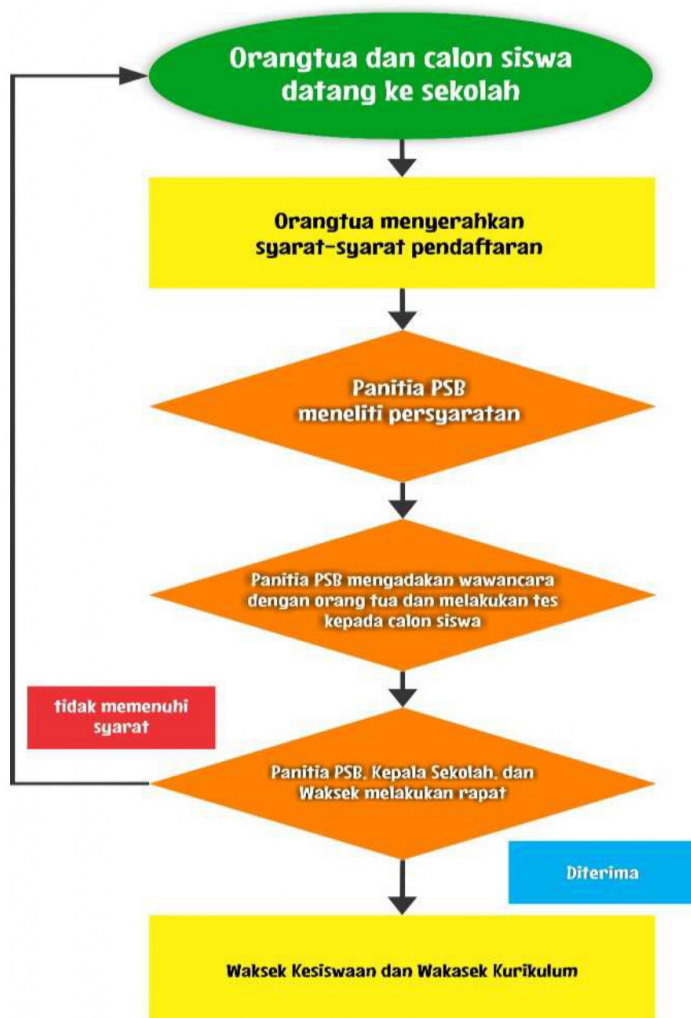 Orangtua dan calon siswa
datang ke sekolah
Orangtua menyerahkan
syarat-syarat pendaftaran
Panitia PSB
meneliti persyaratan
Panitia PSB mengadakan wawancara
dengan orang tua dan melakukan tes
kepada calon siswa
tidak memenuhi
syarat
Panitia PSB, Kepala Sekolah, dan
Waksek melakukan rapat
Diterima
Waksek Kesiswaan dan Wakasek Kurikulum